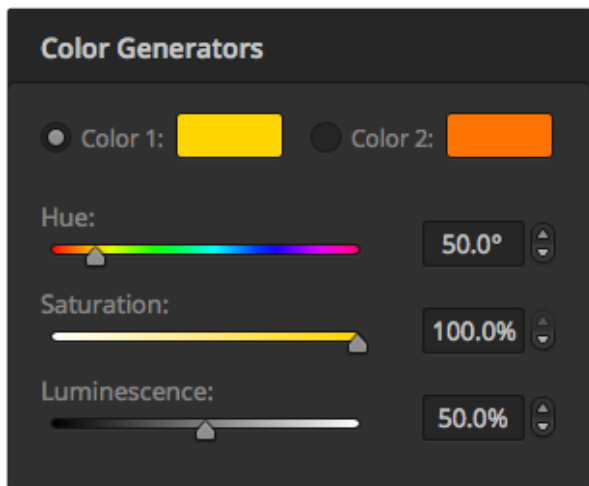 Color Generators
Color 1: Color 2:
Hue:
50.0°
Saturation:
100.0%
Luminescence:
50.0%